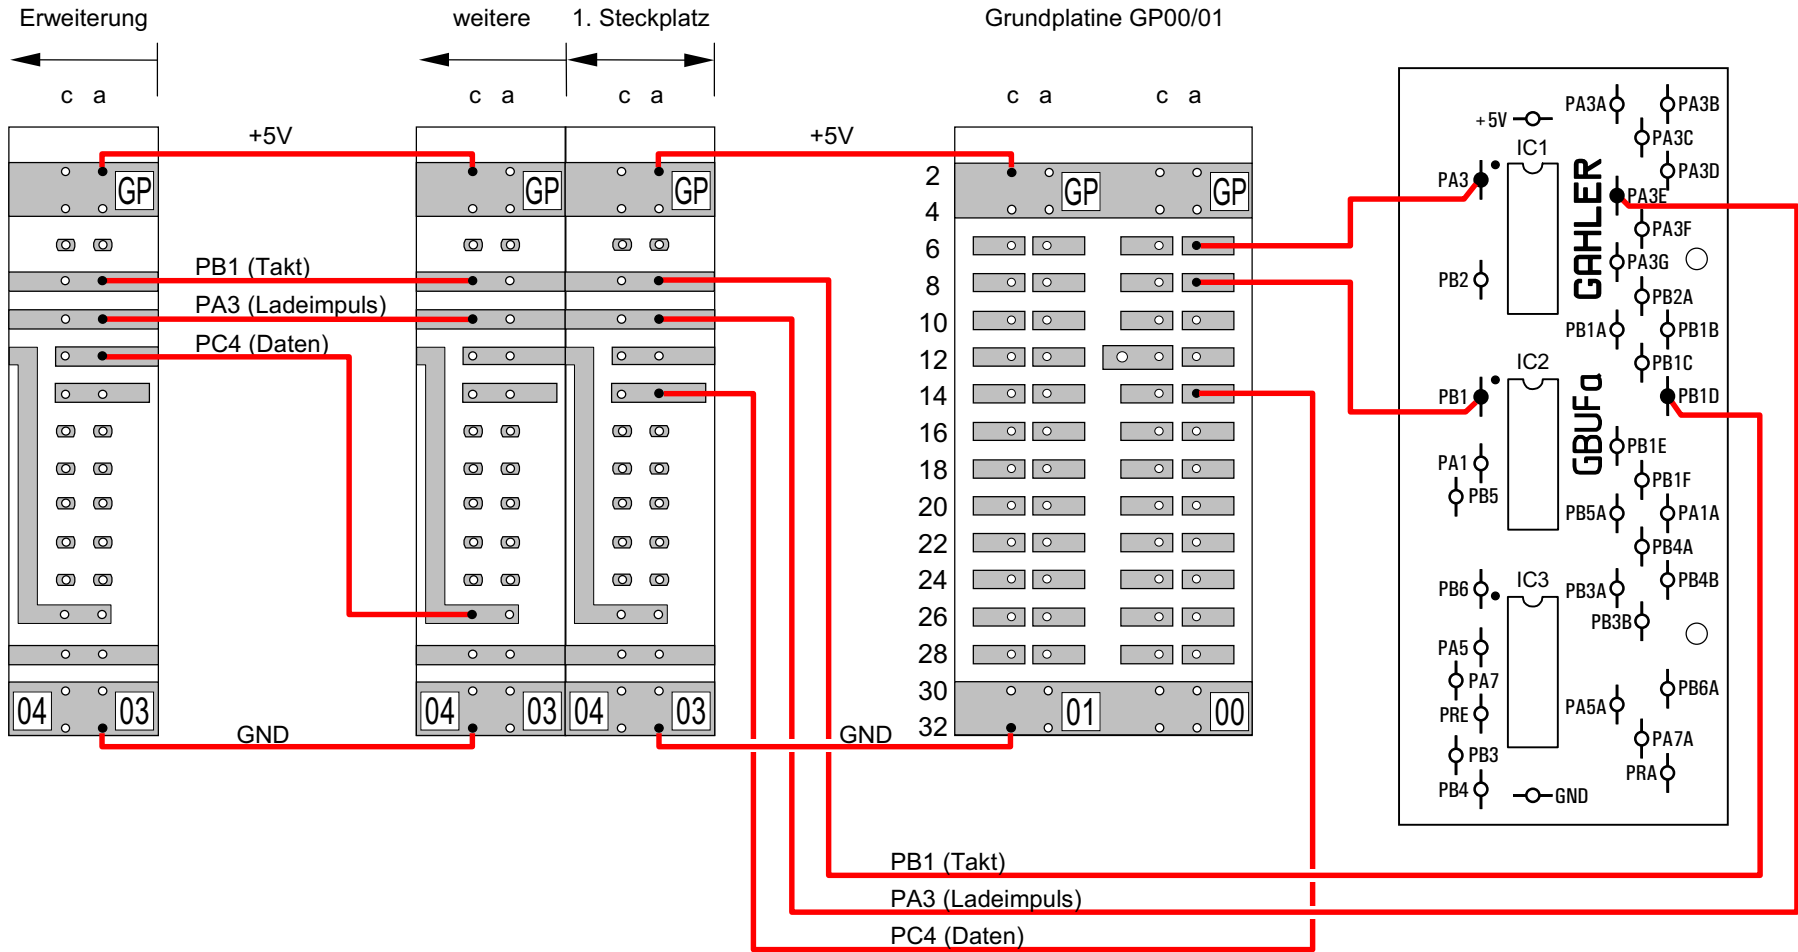 Erweiterung
weitere
1. Steckplatz
Grundplatine GP00/01
c a
c a
c a
c a
c a
+5V
+5V
GP
GP
GP
GP
GP
2
4
6
8
10
12
14
16
18
20
22
24
26
28
30
32
PB1 (Takt)
PA3 (Ladeimpuls)
PC4 (Daten)
04
03
04
03
04
03
01
00
GND
GND
PB1 (Takt)
PA3 (Ladeimpuls)
PC4 (Daten)
+5V
IC1
PA3
PB2
IC2
PB1
PA1
PB5
IC3
PB6
PA5
PA7
PRE
PB3
PB4
GND
GAHLER
GBUFa
PA3A
PA3B
PA3C
PA3D
PA3E
PA3F
PA3G
PB2A
PB1A
PB1B
PB1C
PB1D
PB1E
PB1F
PB5A
PA1A
PB4A
PB4B
PB3A
PB3B
PB6A
PA5A
PA7A
PRA